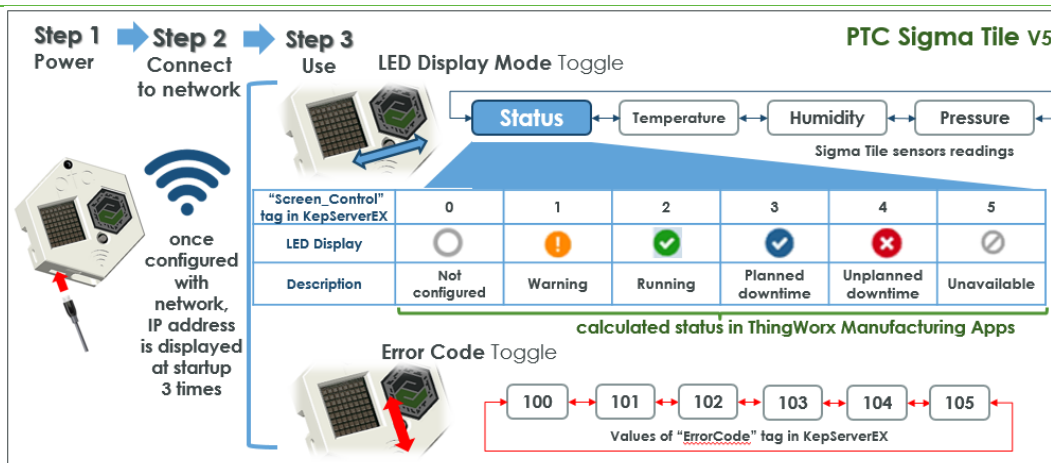 Step 1
Power
Step 2
Connect
to network
Step 3
Use
PTC Sigma Tile V5
LED Display Mode Toggle
Status
Temperature
Humidity
Pressure
Sigma Tile sensors readings
once
configured
with
network,
IP address
is displayed
at startup
3 times
“Screen_Control”
tag in KepServerEX
0
1
2
3
4
5
LED Display
Description
Not
configured
Warning
Running
Planned
downtime
Unplanned
downtime
Unavailable
calculated status in ThingWorx Manufacturing Apps
Error Code Toggle
100
101
102
103
104
105
Values of “ErrorCode” tag in KepServerEX